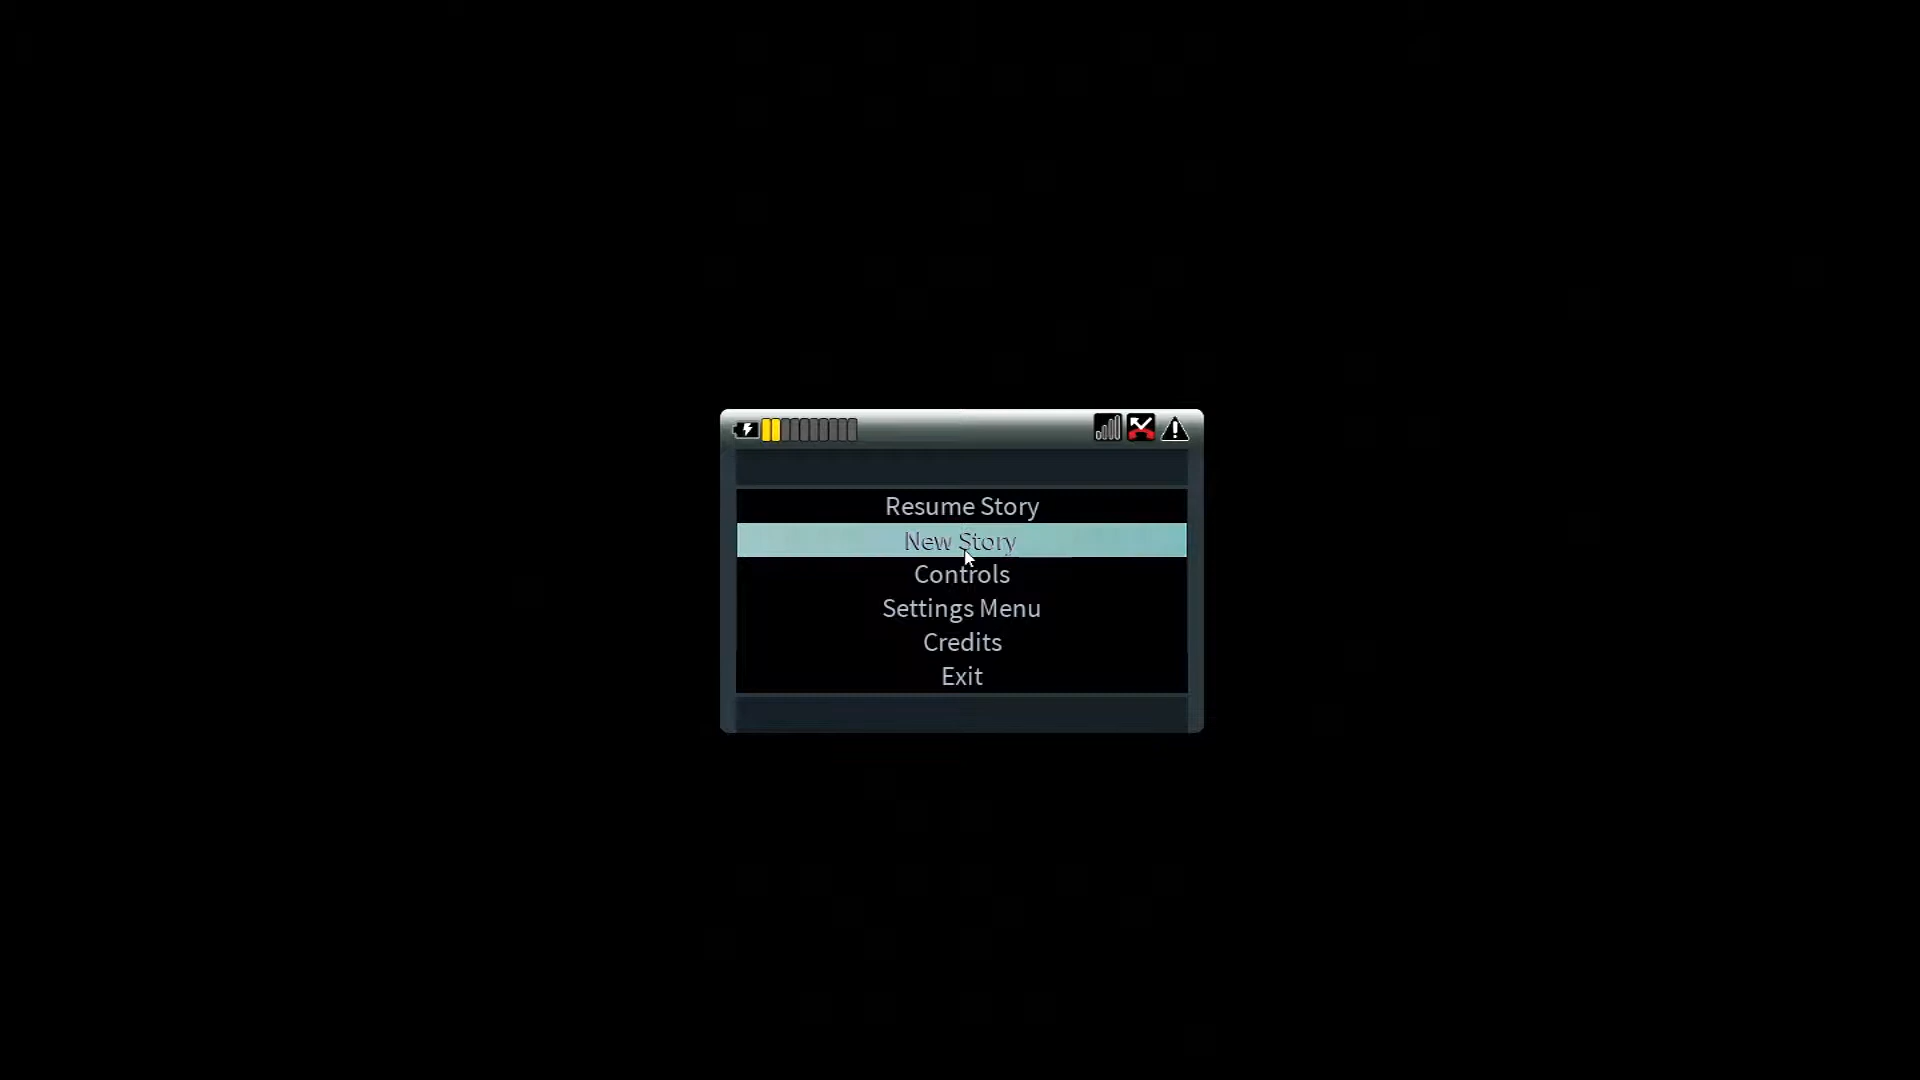 Resume Story
New Story
Controls
Settings Menu
Credits
Exit